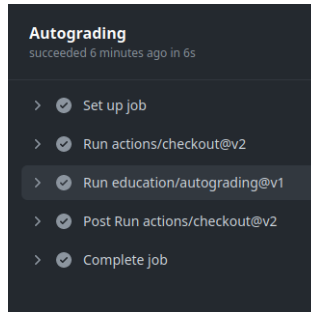 Autograding
succeeded 6 minutes ago in 6s
Set up job
Run actions/checkout@v2
Run education/autograding@v1
Post Run actions/checkout@v2
Complete job